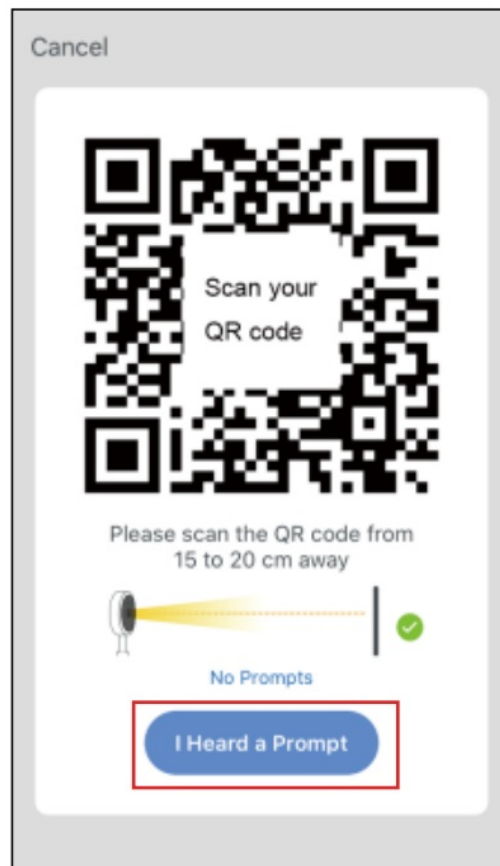 Cancel
Scan your
QR code
Please scan the QR code from
15 to 20 cm away
No Prompts
I Heard a Prompt